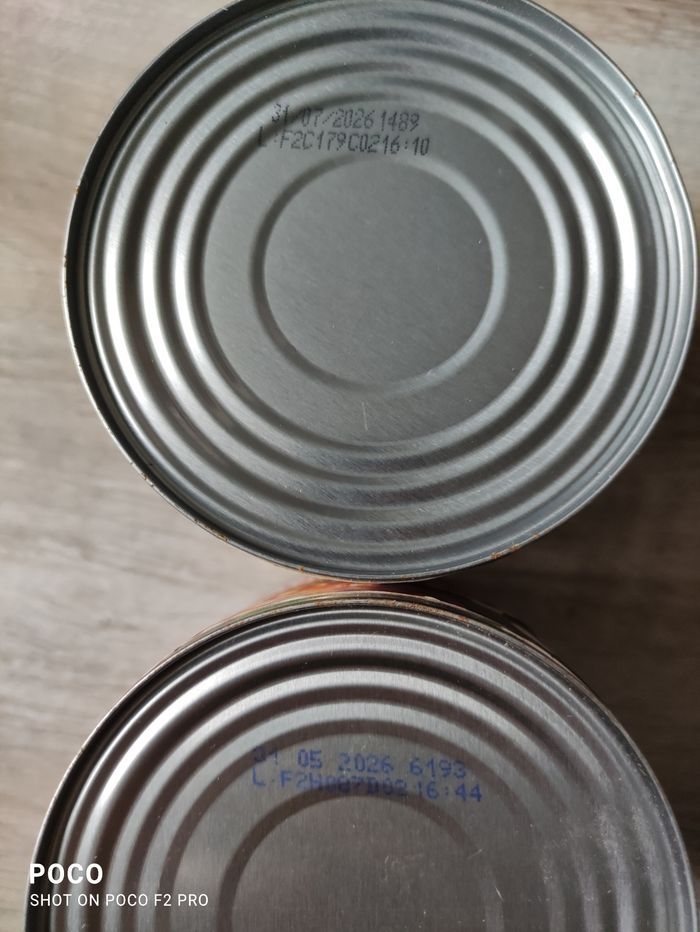 31/07/2026 1489
L:F2C179C0216:10
31 05 2026 6193
16:44
POCO
SHOT ON POCO F2 PRO